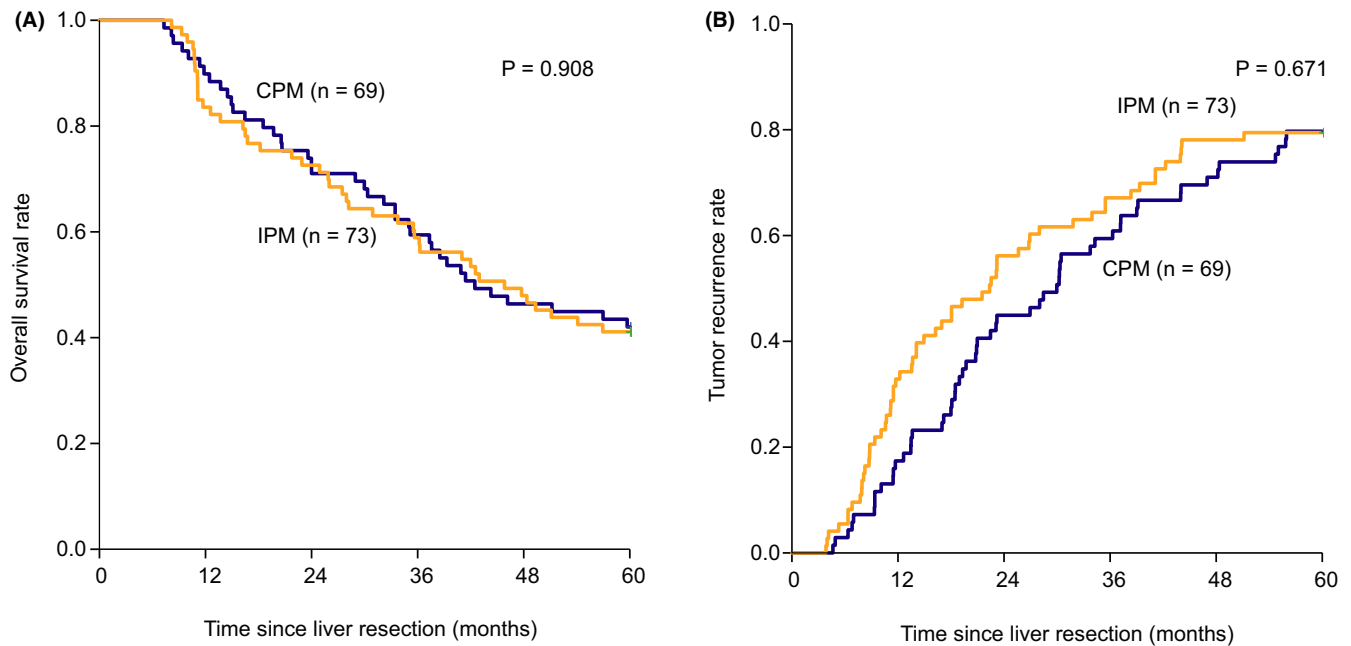 (A)
Overall survival rate
1.0
0.8
0.6
0.4
0.2
0.0
P = 0.908
CPM (n = 69)
IPM (n = 73)
0 12 24 36 48 60
Time since liver resection (months)
(B)
Tumor recurrence rate
1.0
0.8
0.6
0.4
0.2
0.0
P = 0.671
IPM (n = 73)
CPM (n = 69)
0 12 24 36 48 60
Time since liver resection (months)